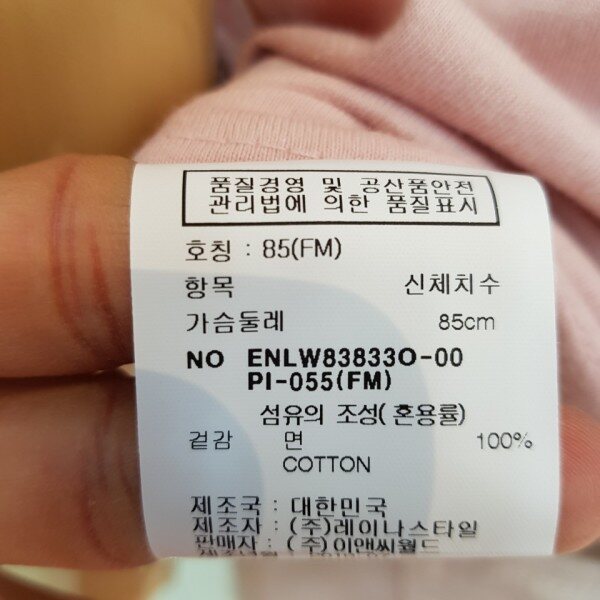 품질경영 및 공산품안전
관리법에 의한 품질표시
호칭 : 85(FM)
항목 신체치수
가슴둘레 85cm
NO ENLW83833O-00
PI-055(FM)
섬유의 조성(혼용률)
겉감 면 100%
COTTON
제조국 : 대한민국
제조자 : (주)레이나스타일
판매자 : (주)이앤씨월드